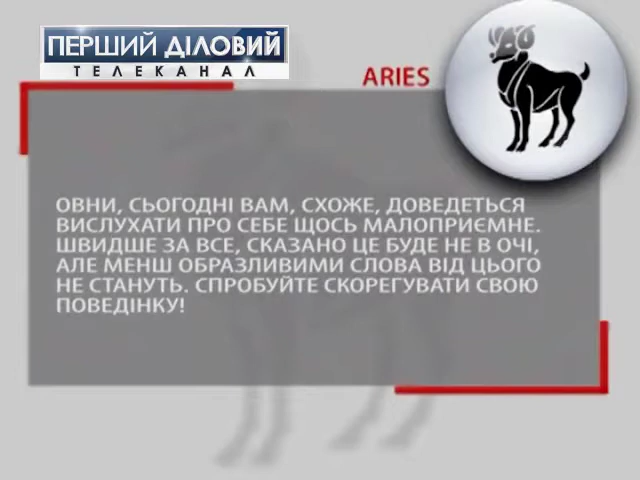 ПЕРШИЙ ДІЛОВИЙ
ТЕЛЕКАНАЛ
ARIES
ОВНИ, СЬОГОДНІ ВАМ, СХОЖЕ, ДОВЕДЕТЬСЯ
ВИСЛУХАТИ ПРО СЕБЕ ЩОСЬ МАЛОПРИЄМНЕ.
ШВИДШЕ ЗА ВСЕ, СКАЗАНО ЦЕ БУДЕ НЕ В ОЧІ,
АЛЕ МЕНШ ОБРАЗЛИВИМИ СЛОВА ВІД ЦЬОГО
НЕ СТАНУТЬ. СПРОБУЙТЕ СКОРЕГУВАТИ СВОЮ
ПОВЕДІНКУ!